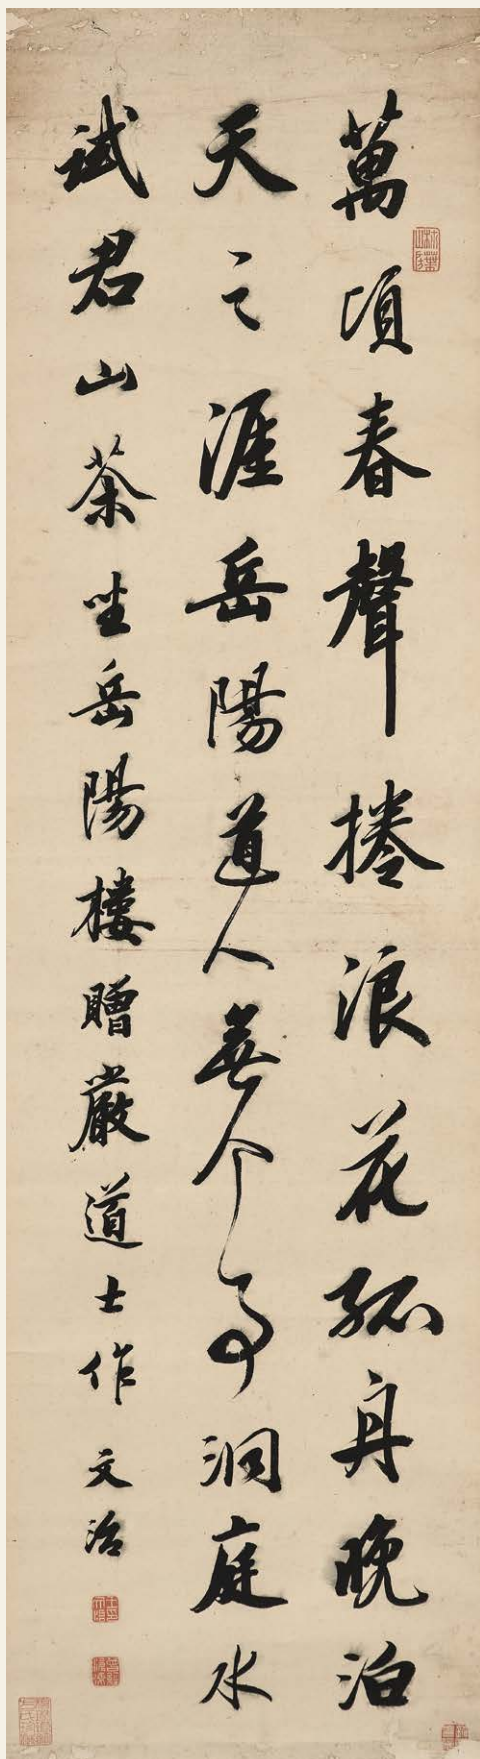 萬頃春聲捲浪花孤舟晚泊
天之涯岳陽道人無个事洞庭水
試君山茶坐岳陽樓贈嚴道士作 文治